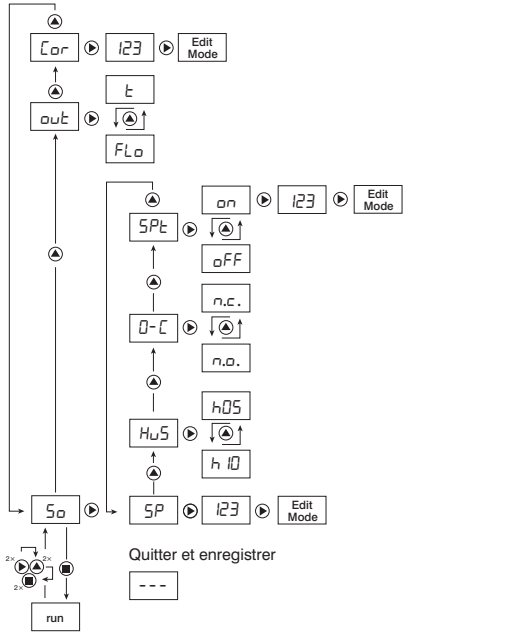 Cor 123 Edit Mode
t
out
FLo
on 123 Edit Mode
SPt
oFF
n.c.
O-C
n.o.
h05
HuS
h10
So SP 123 Edit Mode
2× 2×
2×
Quitter et enregistrer
---
run